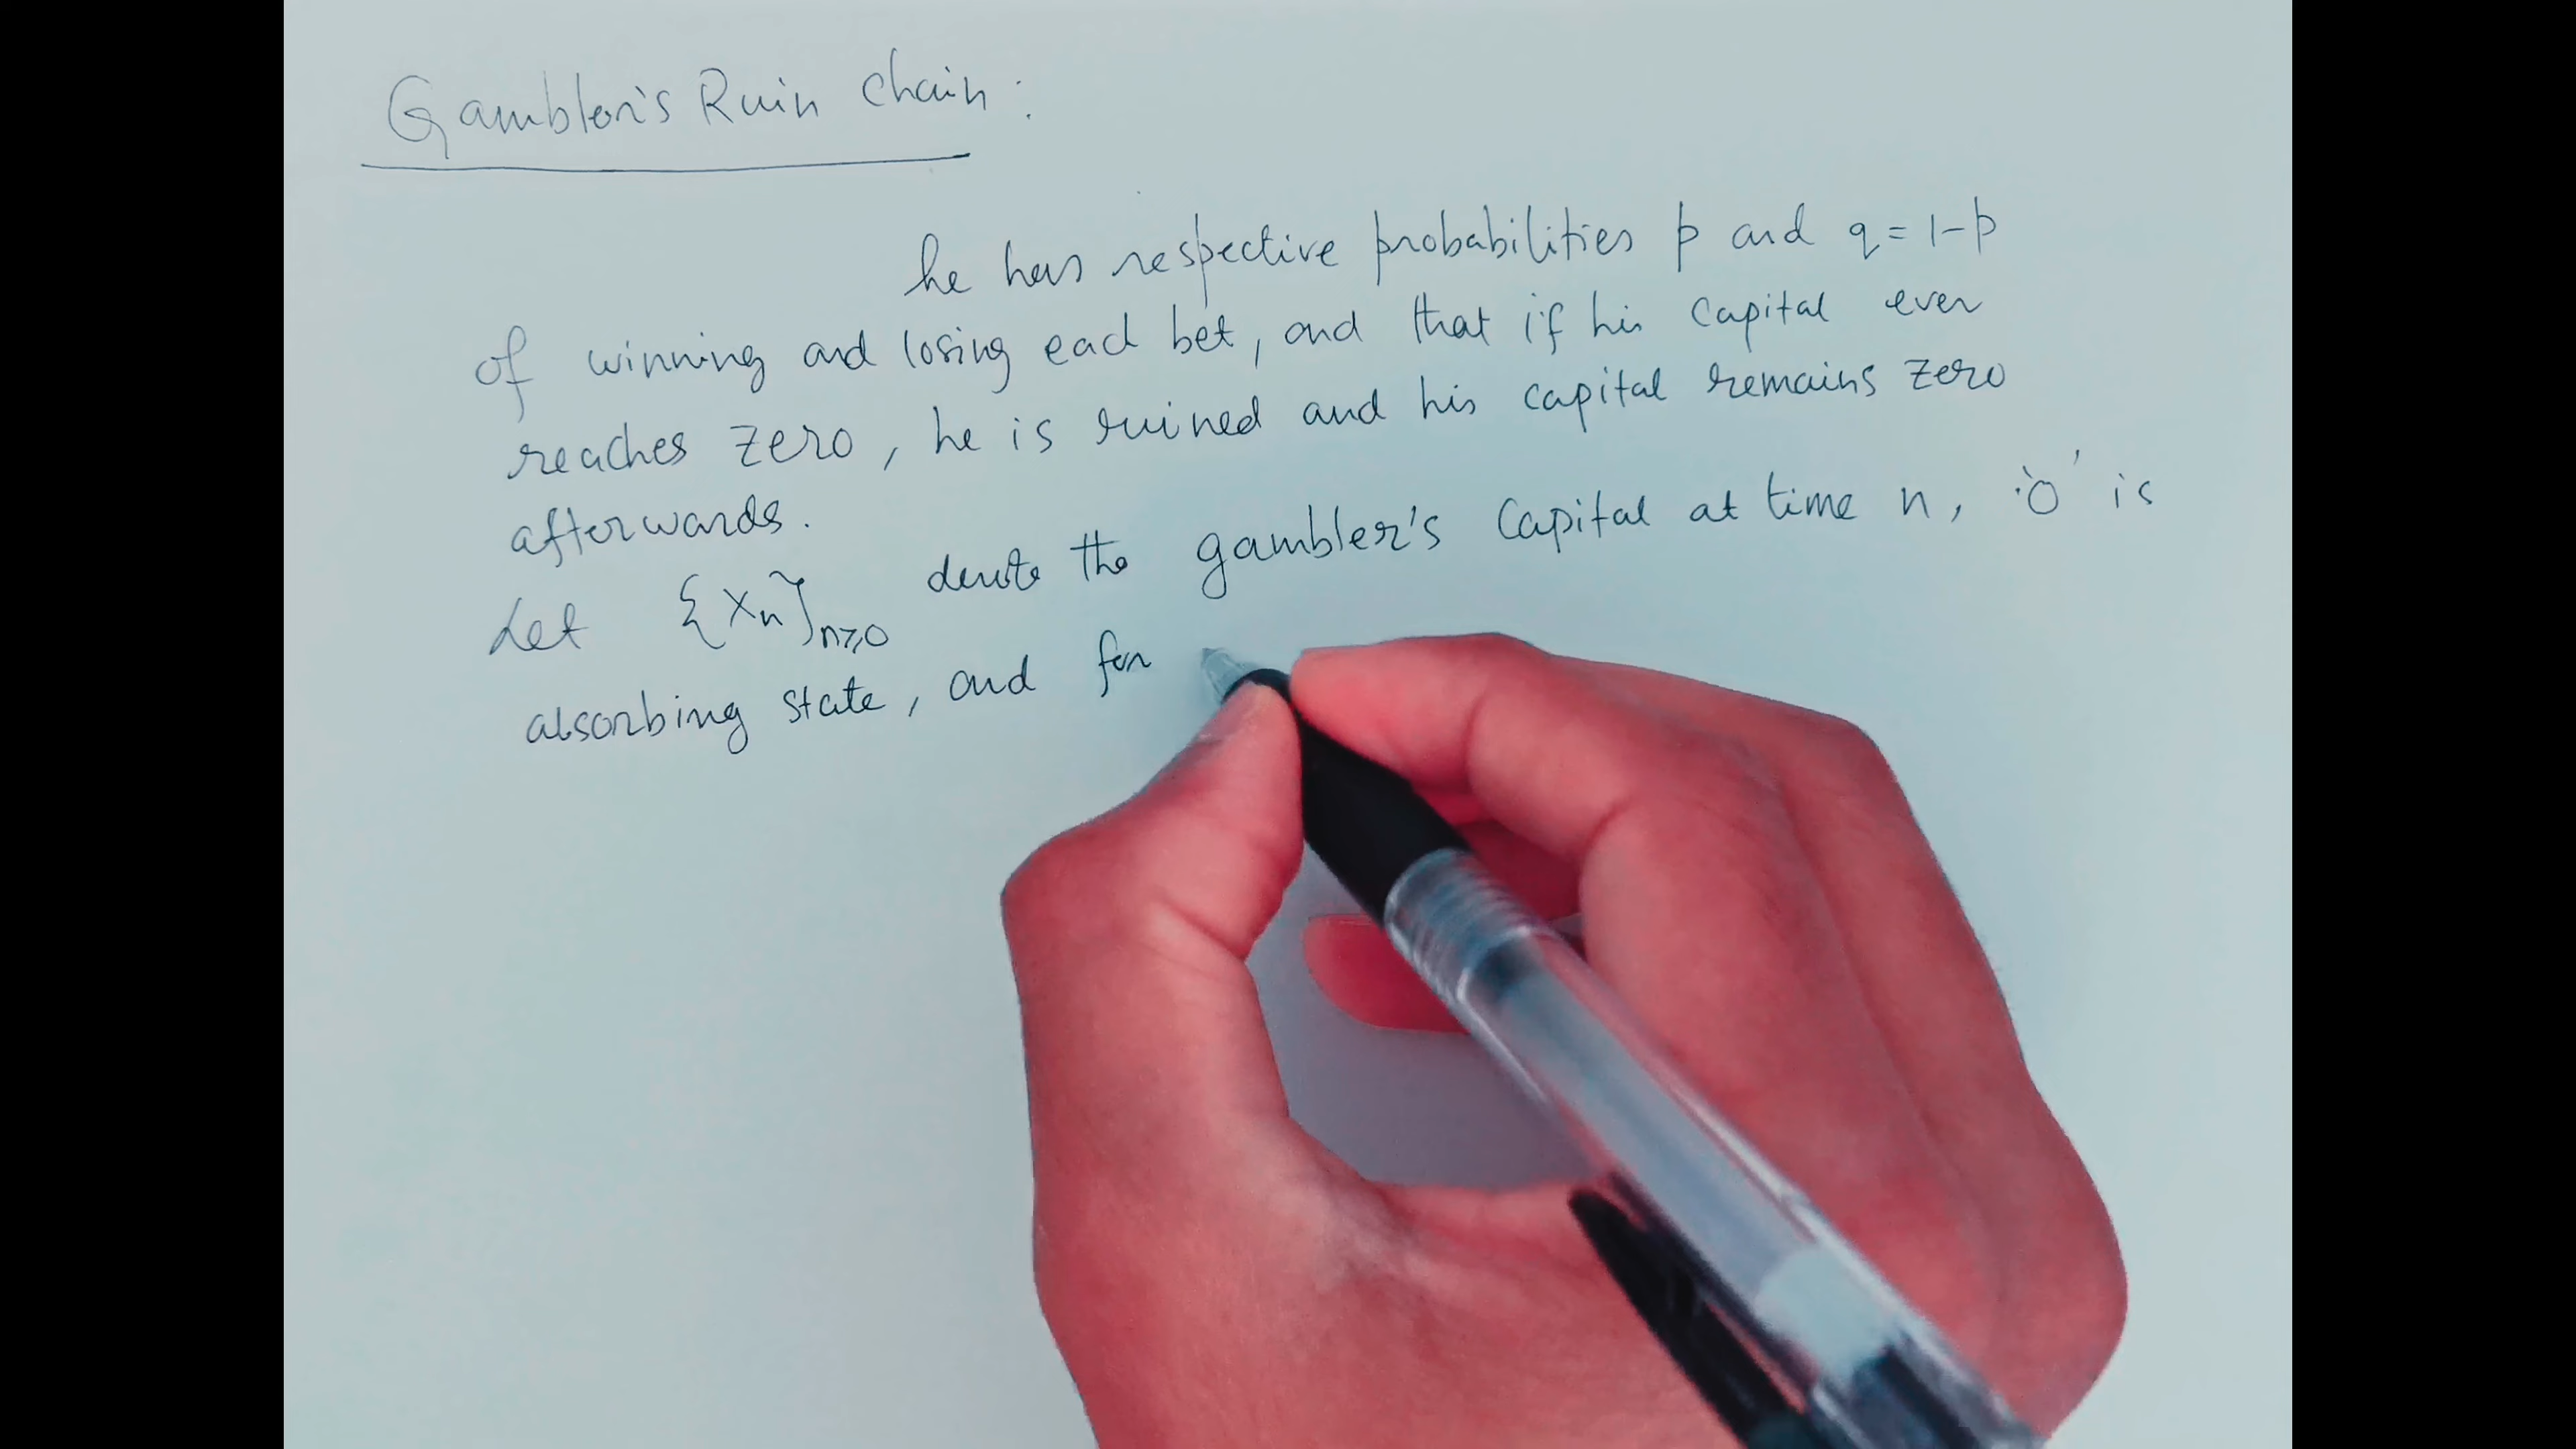 Gambler's Ruin Chain :
he has respective probabilities p and q = 1-p
of winning and losing each bet, and that if his capital ever
reaches zero, he is ruined and his capital remains zero
afterwards.
Let {Xn}n≥0 denote the gambler's capital at time n, '0' is
absorbing state, and for